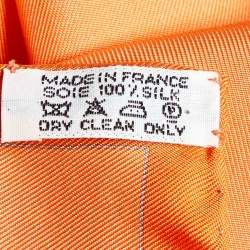 MADE IN FRANCE
SOIE 100% SILK
DRY CLEAN ONLY